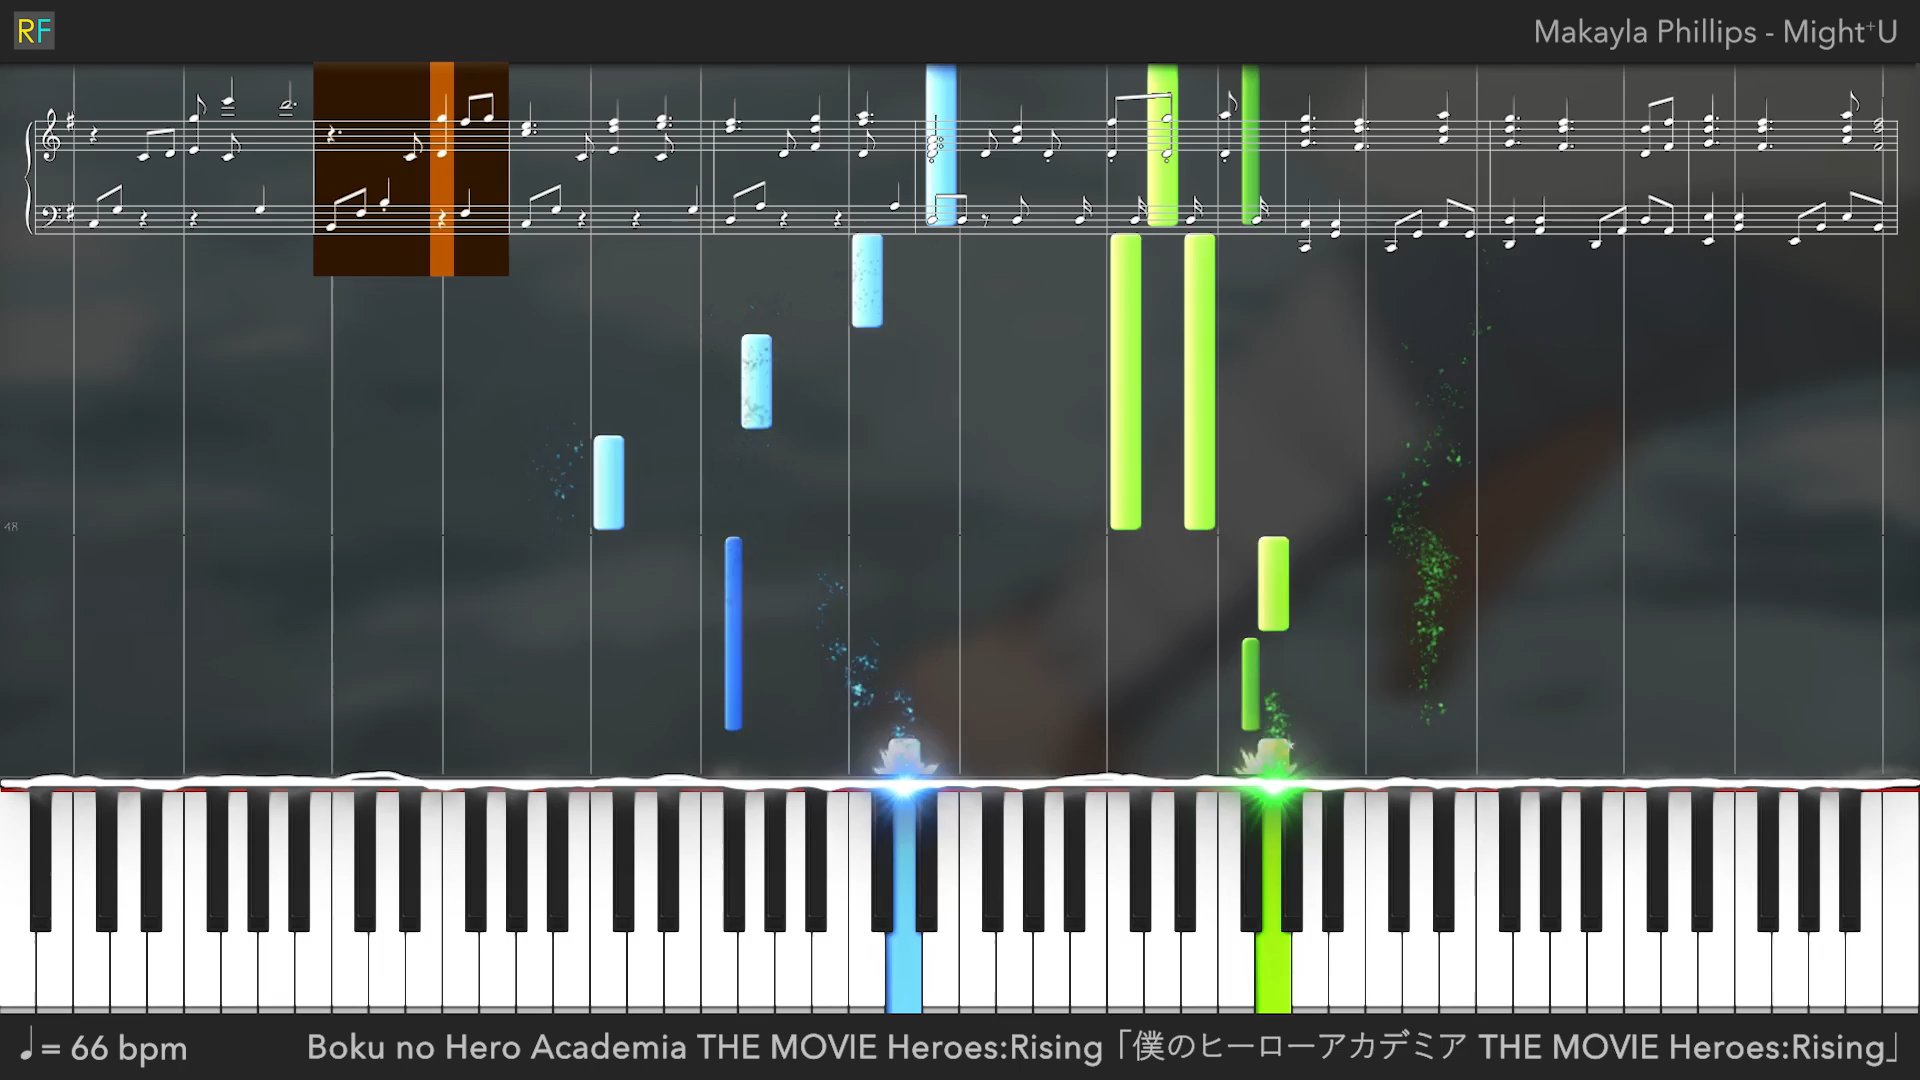 RF
Makayla Phillips - Might⁺U
48
♩= 66 bpm
Boku no Hero Academia THE MOVIE Heroes:Rising「僕のヒーローアカデミア THE MOVIE Heroes:Rising」